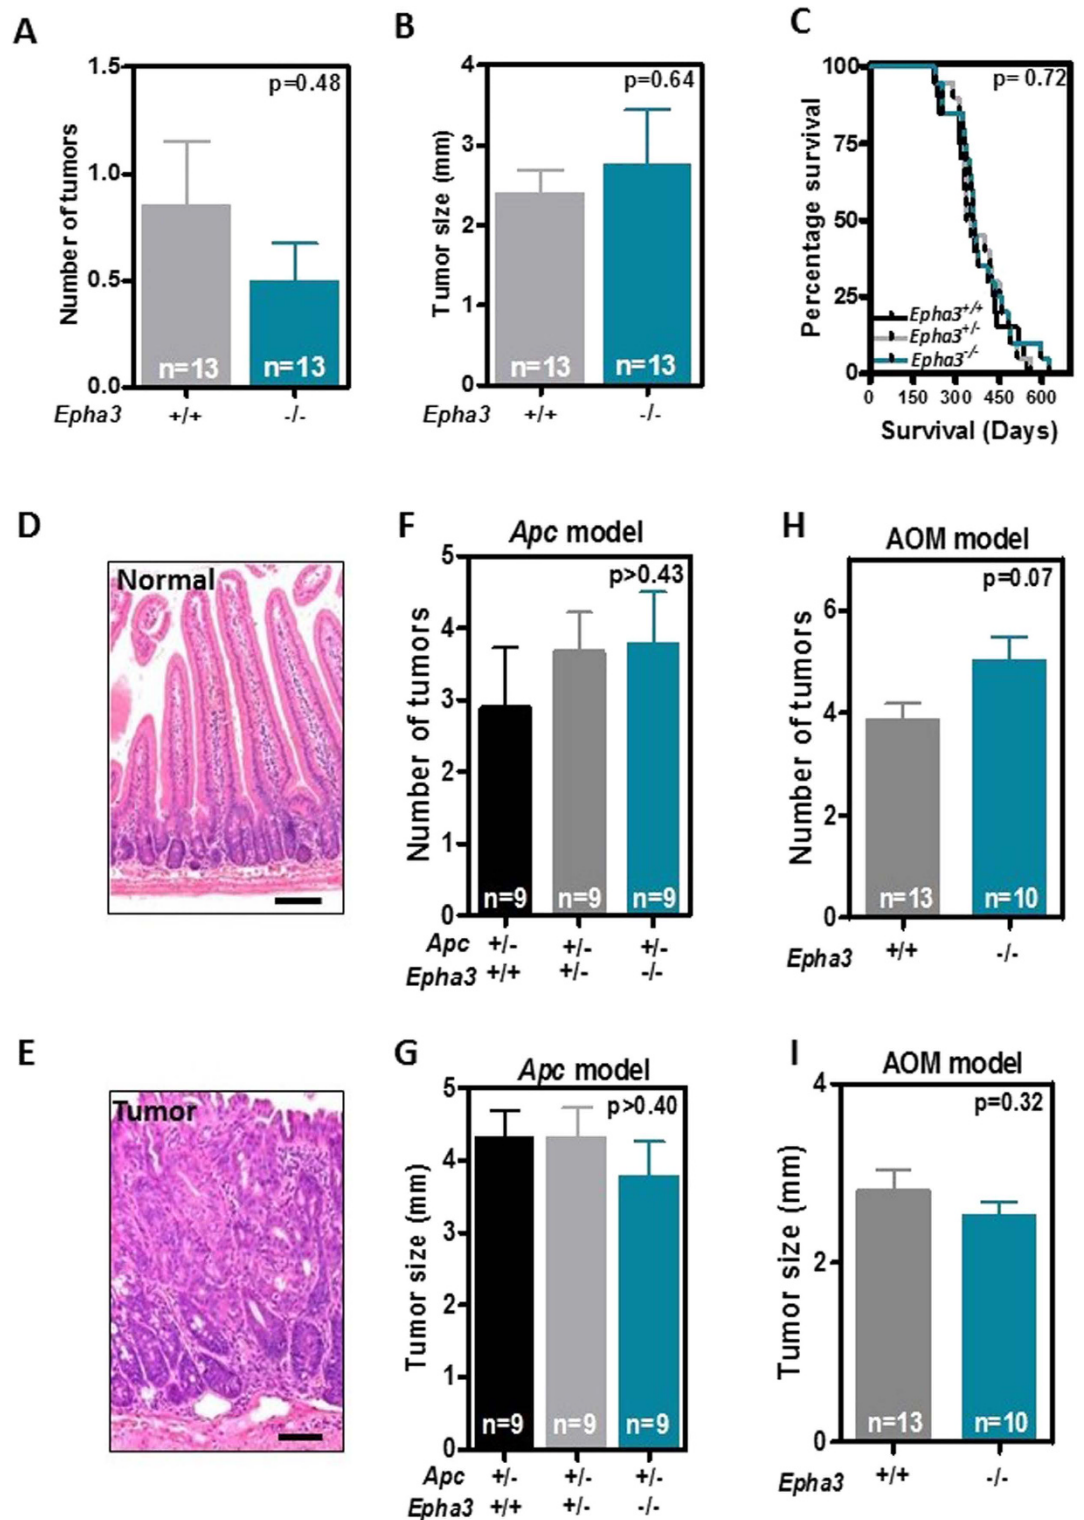 A
1.5
1.0
0.5
0.0
Number of tumors
p=0.48
n=13
n=13
Epha3
+/+
-/-
B
4
3
2
1
0
Tumor size (mm)
p=0.64
n=13
n=13
Epha3
+/+
-/-
C
100
75
50
25
0
Percentage survival
p= 0.72
Epha3+/+
Epha3+/-
Epha3-/-
0 150 300 450 600
Survival (Days)
D
Normal
F
Apc model
5
4
3
2
1
0
Number of tumors
p>0.43
n=9
n=9
n=9
Apc +/- +/- +/-
Epha3 +/+ +/- -/-
H
AOM model
6
4
2
0
Number of tumors
p=0.07
n=13
n=10
Epha3
+/+
-/-
E
Tumor
G
Apc model
5
4
3
2
1
0
Tumor size (mm)
p>0.40
n=9
n=9
n=9
Apc +/- +/- +/-
Epha3 +/+ +/- -/-
I
AOM model
4
2
0
Tumor size (mm)
p=0.32
n=13
n=10
Epha3
+/+
-/-